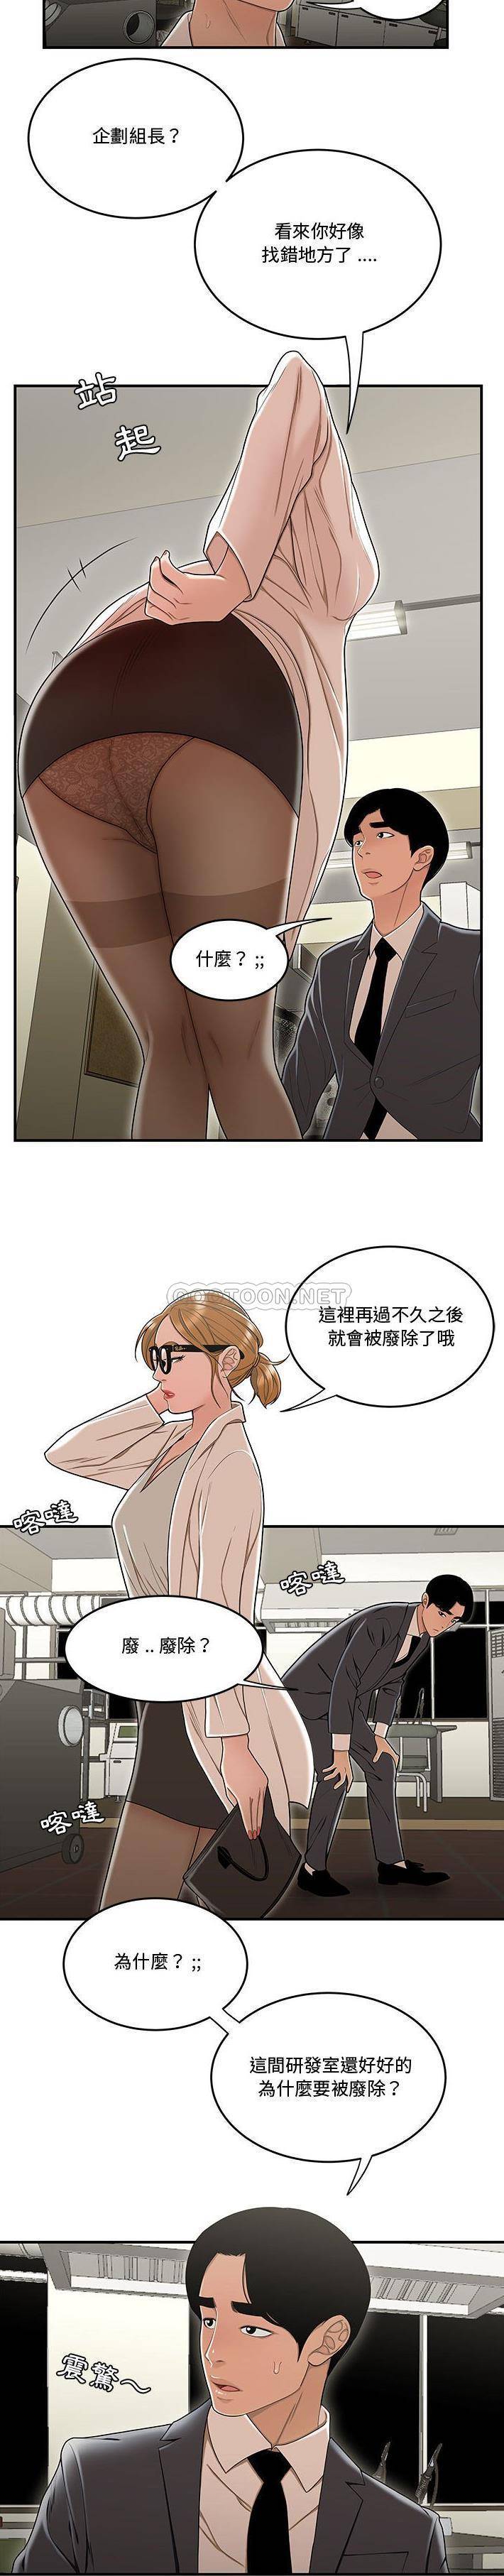 企劃組長？
看來你好像
找錯地方了 ....
站
起
什麼？ ;;
GODTOON.NET
這裡再過不久之後
就會被廢除了哦
喀噠
喀噠
廢 .. 廢除？
喀噠
為什麼？ ;;
這間研發室還好好的
為什麼要被廢除？
震驚～